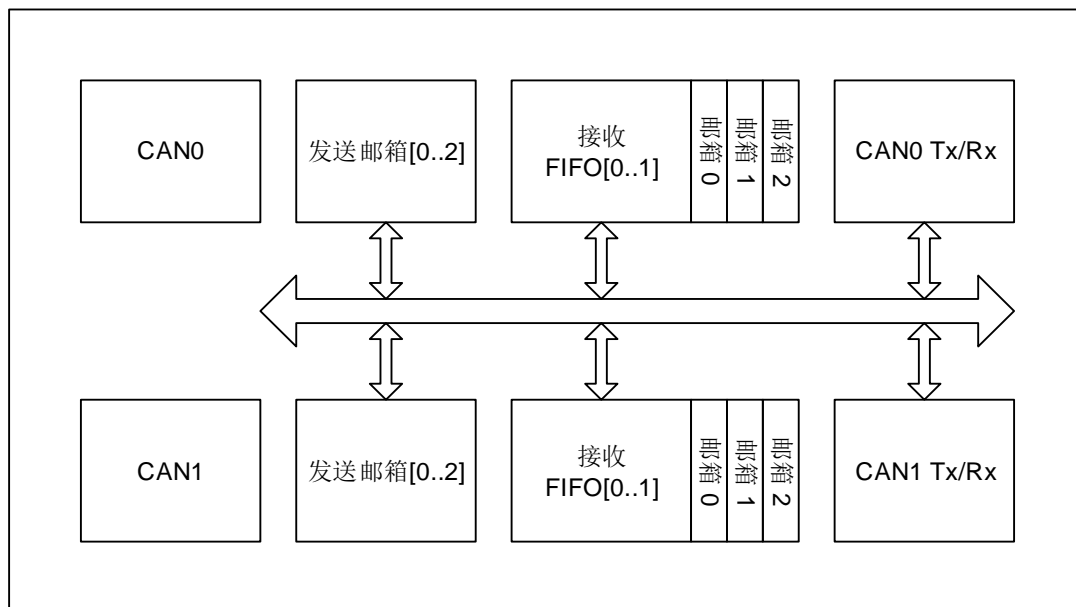 CAN0
发送邮箱[0..2]
接收
FIFO[0..1]
邮箱 0
邮箱 1
邮箱 2
CAN0 Tx/Rx
CAN1
发送邮箱[0..2]
接收
FIFO[0..1]
邮箱 0
邮箱 1
邮箱 2
CAN1 Tx/Rx